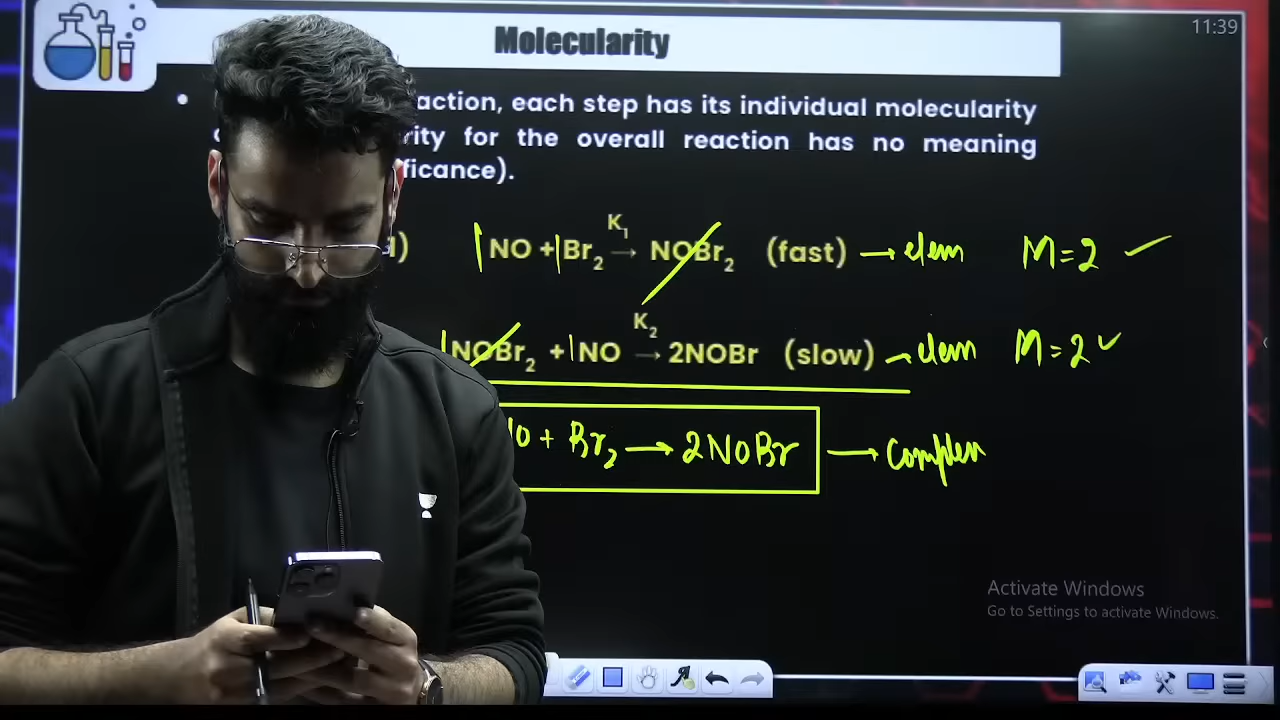 11:39
Molecularity
action, each step has its individual molecularity
rity for the overall reaction has no meaning
ficance).
NO + Br₂ → NOBr₂ (fast) → elem M = 2
K₁
NOBr₂ + 1NO → 2NOBr (slow) → elem M = 2
K₂
O + Br₂ → 2NOBr → Complex
Activate Windows
Go to Settings to activate Windows.